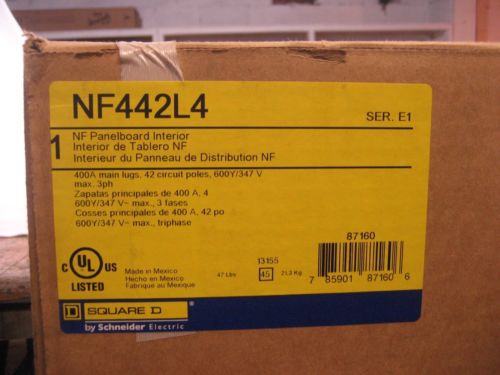 NF442L4
SER. E1
1
NF Panelboard Interior
Interior de Tablero NF
Interieur du Panneau de Distribution NF
400A main lugs, 42 circuit poles, 600Y/347 V
max. 3ph
Zapatas principales de 400 A, 4
600Y/347 V~ max., 3 fases
Cosses principales de 400 A, 42 po
600Y/347 V~ max., triphase
C UL US
LISTED
Made in Mexico
Hecho en Mexico
Fabrique au Mexique
47 Lbs
13155
45
21,3 Kg
87160
7 85901 87160 6
D SQUARE D
by Schneider Electric